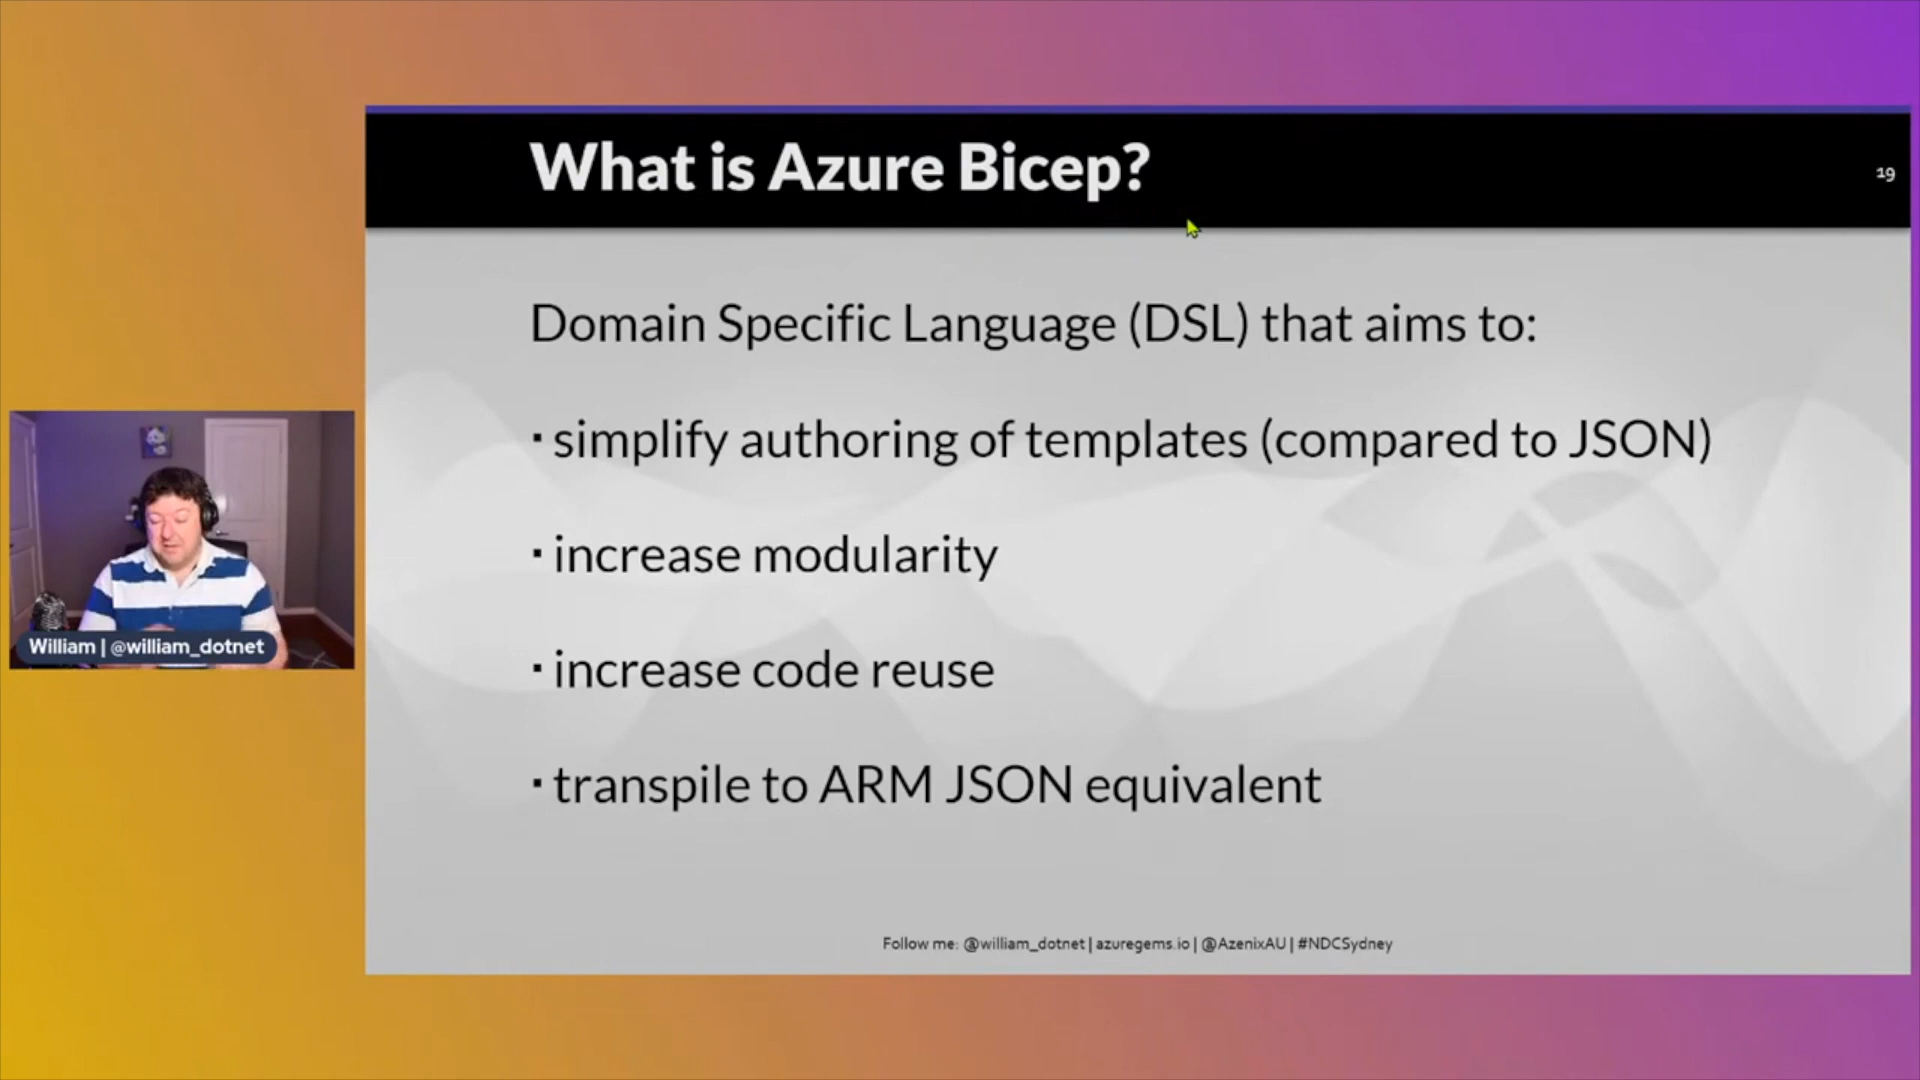 What is Azure Bicep?
19
Domain Specific Language (DSL) that aims to:
▪ simplify authoring of templates (compared to JSON)
▪ increase modularity
▪ increase code reuse
▪ transpile to ARM JSON equivalent
William | @william_dotnet
Follow me: @william_dotnet | azuregems.io | @AzenixAU | #NDCSydney